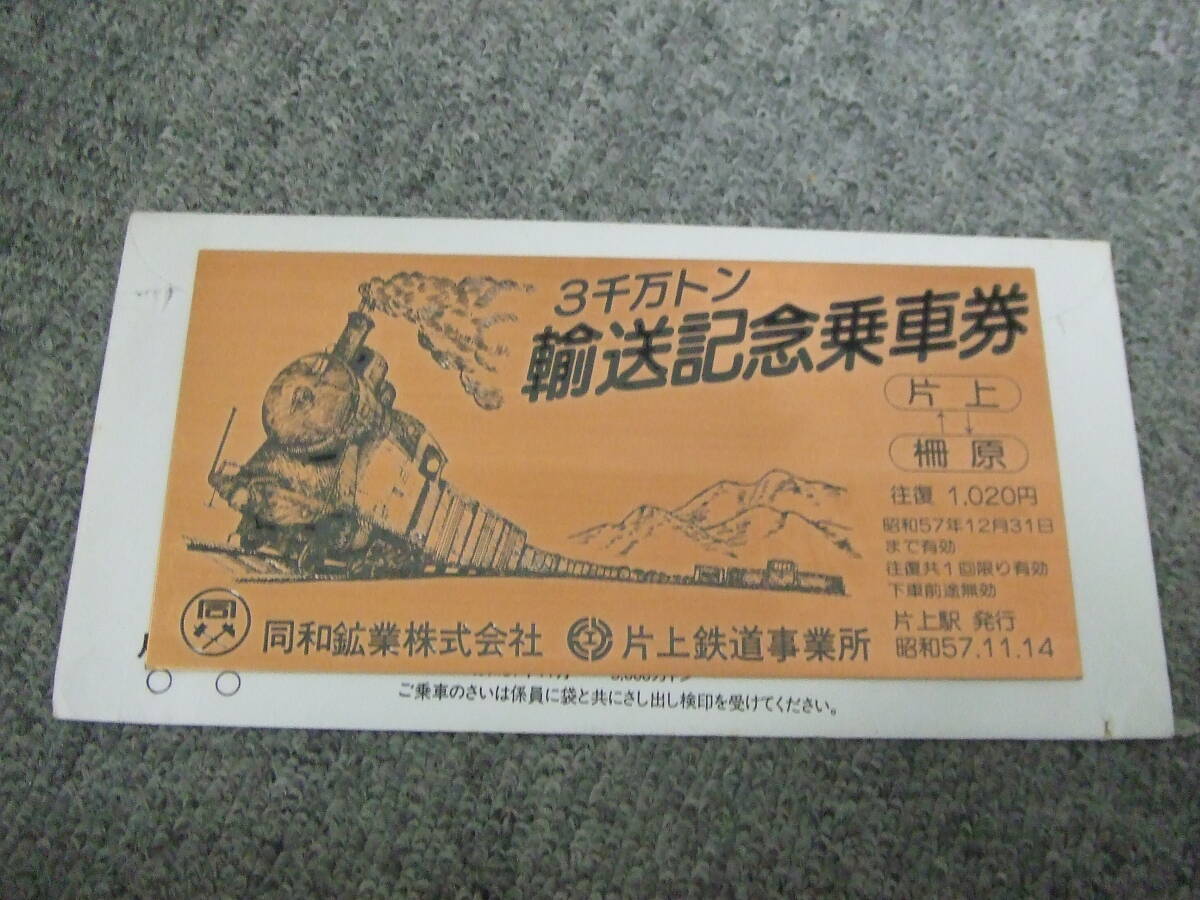 3千万トン
輸送記念乗車券
片上
柵原
往復 1,020円
昭和57年12月31日
まで有効
往復共1回限り有効
下車前途無効
片上駅 発行
昭和57.11.14
同 同和鉱業株式会社 片上鉄道事業所
ご乗車のさいは係員に袋と共にさし出し検印を受けてください。